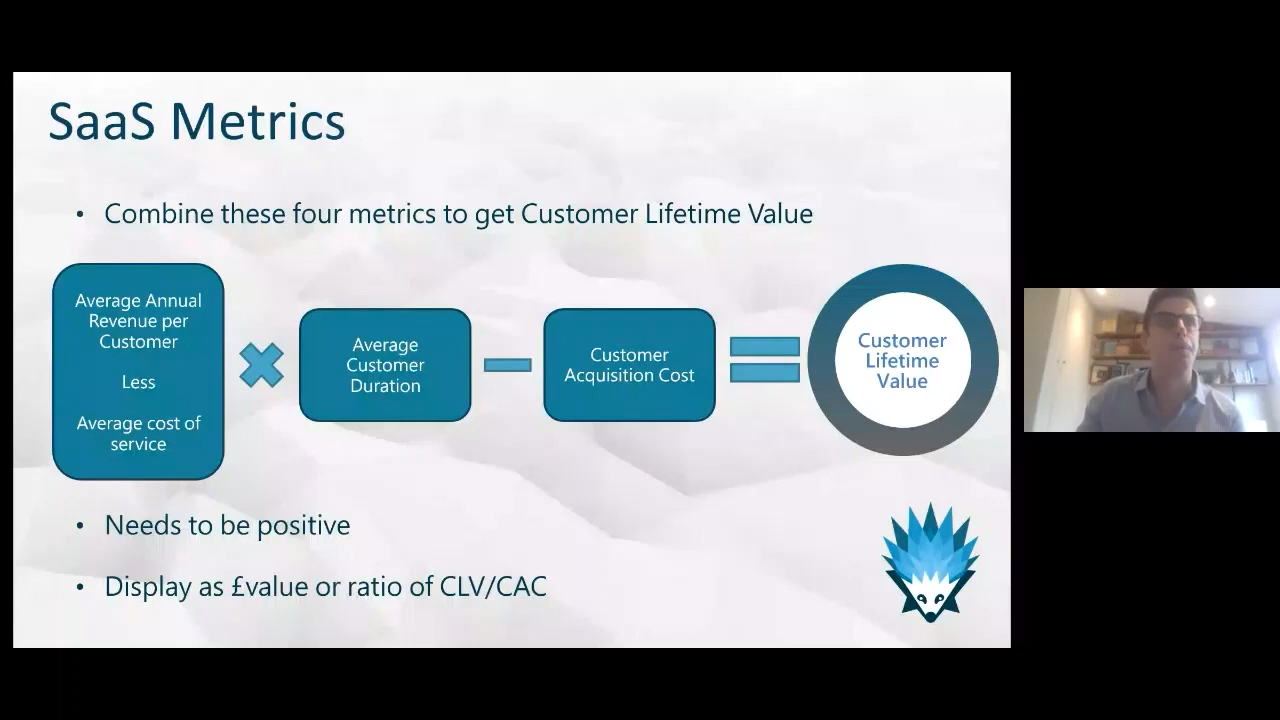 SaaS Metrics
• Combine these four metrics to get Customer Lifetime Value
Average Annual
Revenue per
Customer
Less
Average cost of
service
Average
Customer
Duration
Customer
Acquisition Cost
Customer
Lifetime
Value
• Needs to be positive
• Display as £value or ratio of CLV/CAC